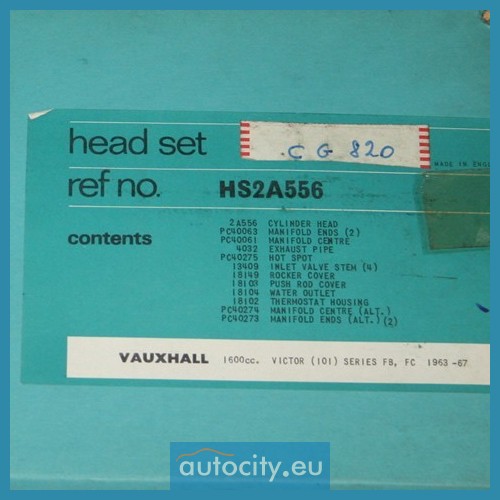 head set
C G 820
MADE IN ENG
ref no. HS2A556
contents
2A556 CYLINDER HEAD
PC40063 MANIFOLD ENDS (2)
PC40061 MANIFOLD CENTRE
4032 EXHAUST PIPE
PC40275 HOT SPOT
13409 INLET VALVE STEM (4)
18149 ROCKER COVER
18103 PUSH ROD COVER
18104 WATER OUTLET
18102 THERMOSTAT HOUSING
PC40274 MANIFOLD CENTRE (ALT.)
PC40273 MANIFOLD ENDS (ALT.)(2)
VAUXHALL 1600cc. VICTOR (101) SERIES FB, FC 1963-67
autocity.eu